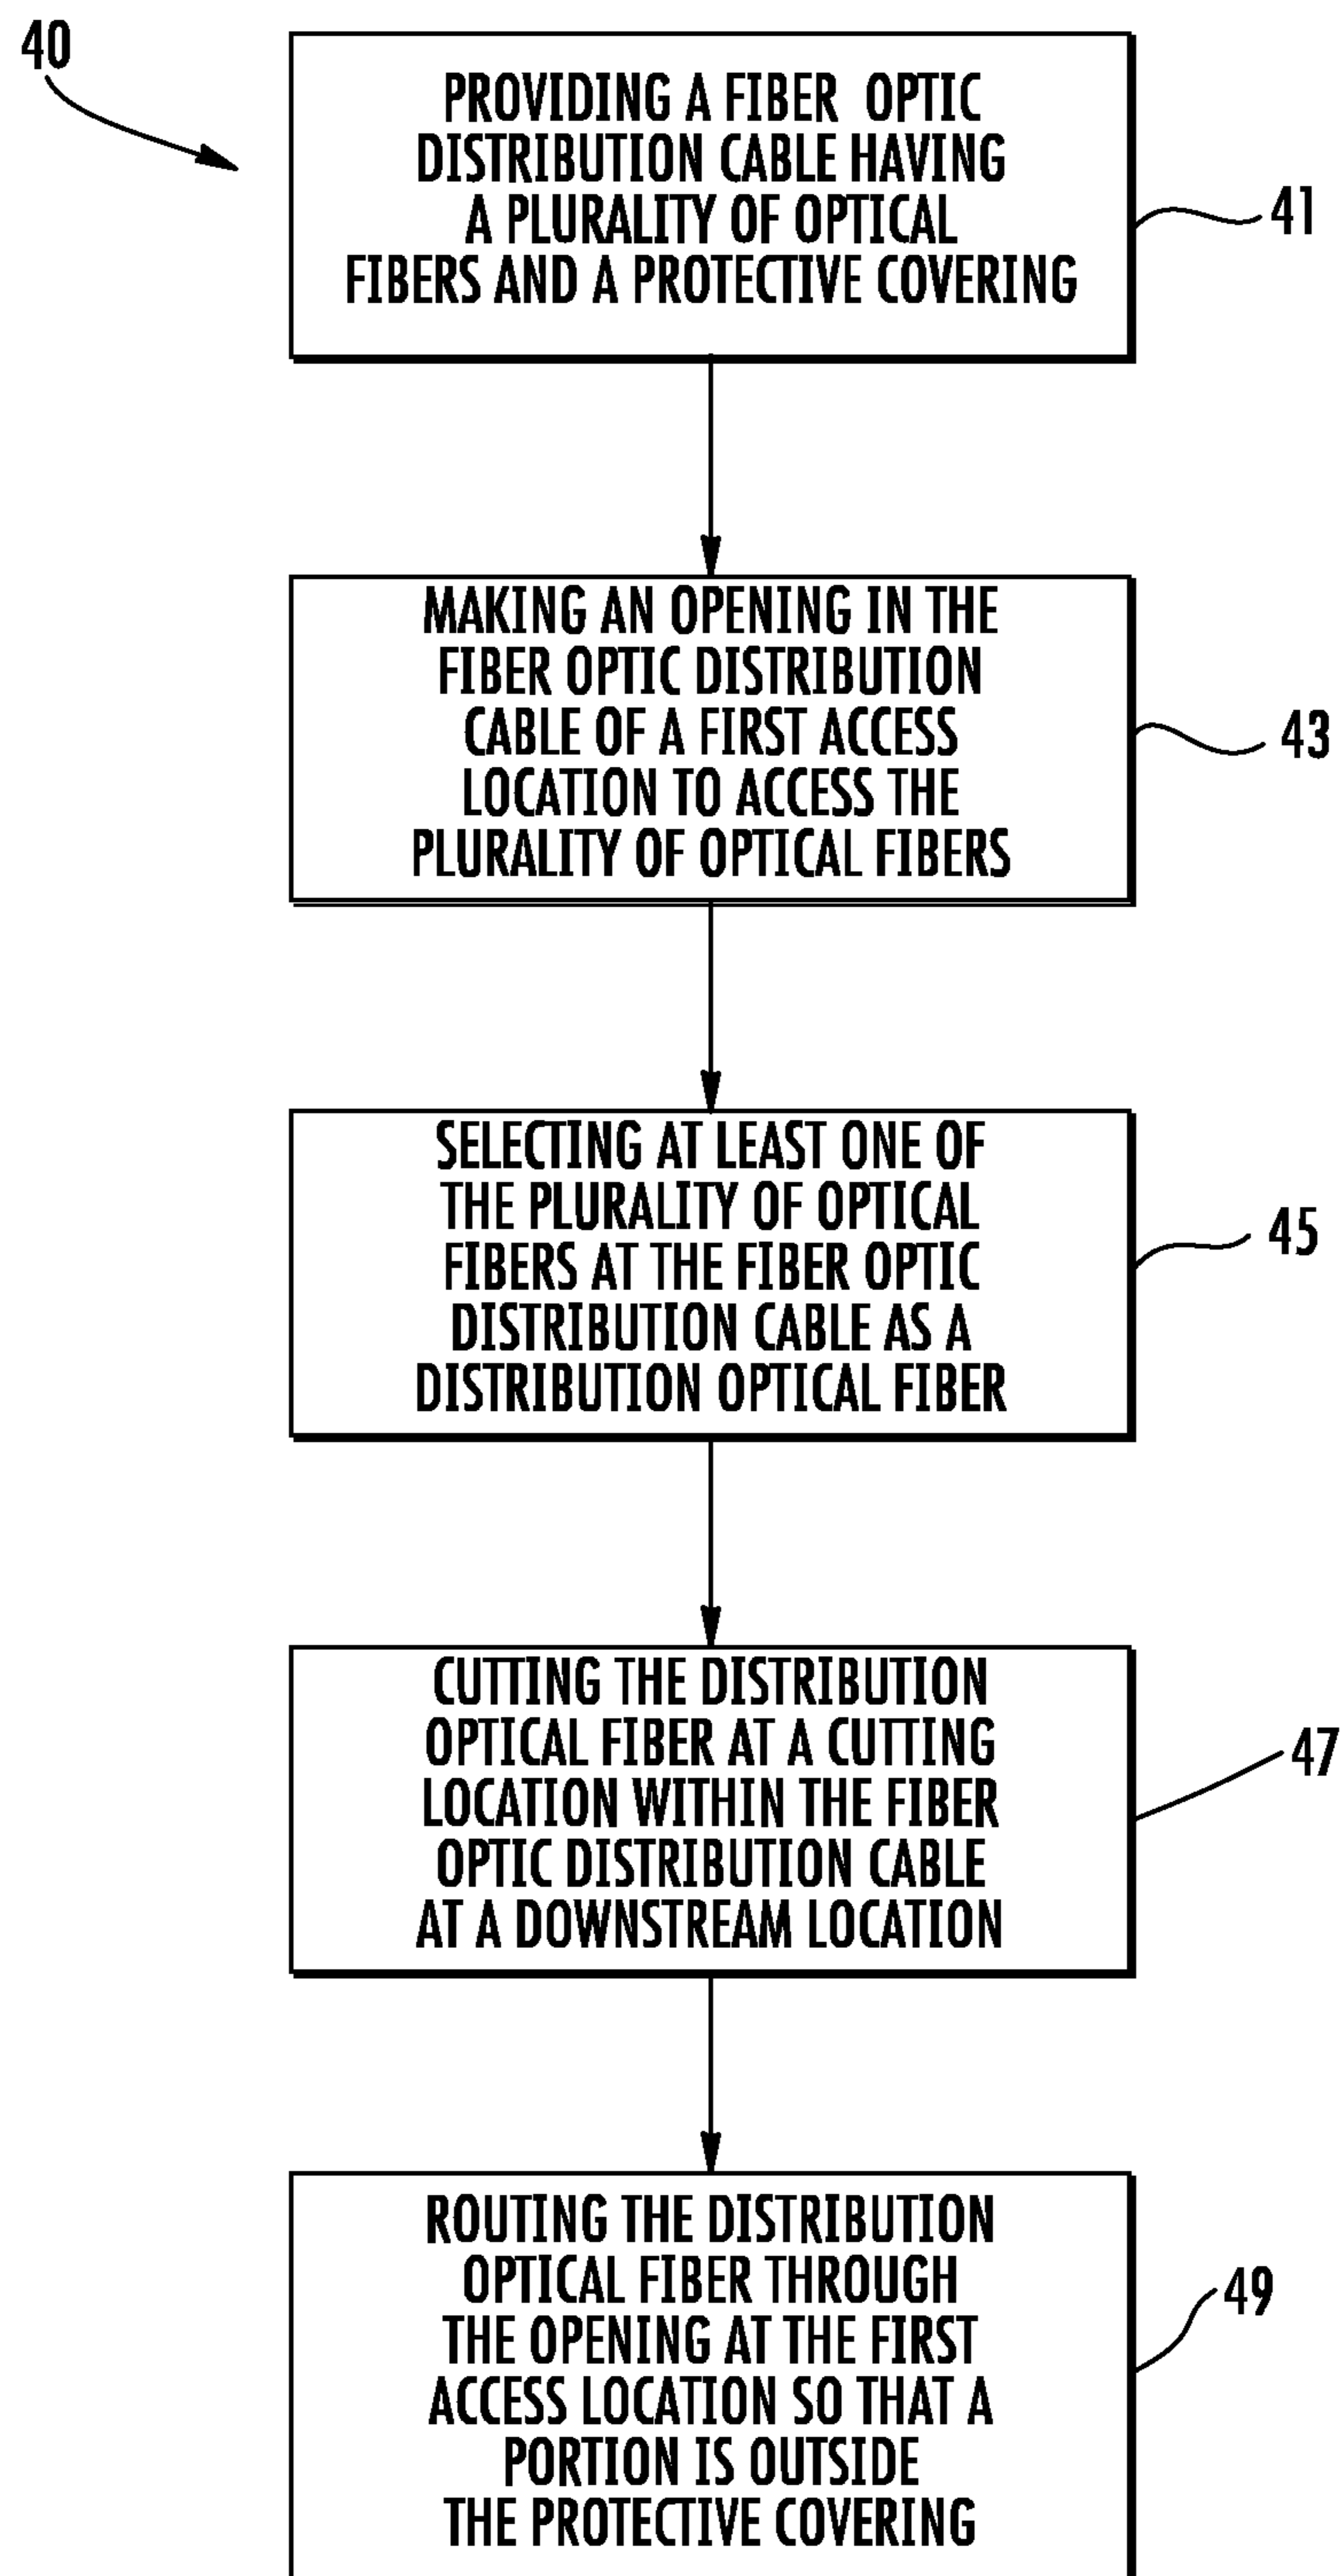 40
PROVIDING A FIBER OPTIC
DISTRIBUTION CABLE HAVING
A PLURALITY OF OPTICAL
FIBERS AND A PROTECTIVE COVERING
41
MAKING AN OPENING IN THE
FIBER OPTIC DISTRIBUTION
CABLE OF A FIRST ACCESS
LOCATION TO ACCESS THE
PLURALITY OF OPTICAL FIBERS
43
SELECTING AT LEAST ONE OF
THE PLURALITY OF OPTICAL
FIBERS AT THE FIBER OPTIC
DISTRIBUTION CABLE AS A
DISTRIBUTION OPTICAL FIBER
45
CUTTING THE DISTRIBUTION
OPTICAL FIBER AT A CUTTING
LOCATION WITHIN THE FIBER
OPTIC DISTRIBUTION CABLE
AT A DOWNSTREAM LOCATION
47
ROUTING THE DISTRIBUTION
OPTICAL FIBER THROUGH
THE OPENING AT THE FIRST
ACCESS LOCATION SO THAT A
PORTION IS OUTSIDE
THE PROTECTIVE COVERING
49